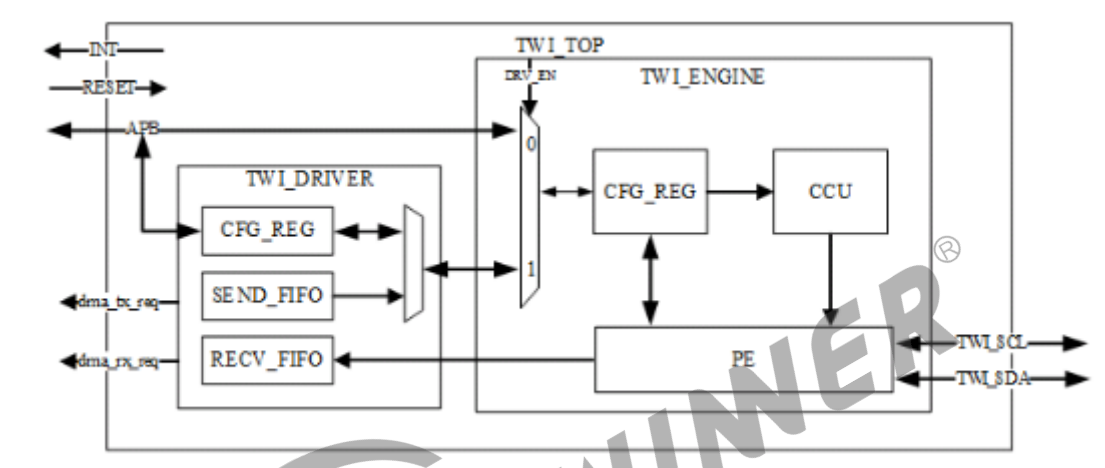 TWI_TOP
INT
DRV_EN
TWI_ENGINE
RESET
APB
0
TWI_DRIVER
CFG_REG
CCU
CFG_REG
1
SEND_FIFO
dma_tx_req
RECV_FIFO
dma_rx_req
PE
TWI_SCL
TWI_SDA
®